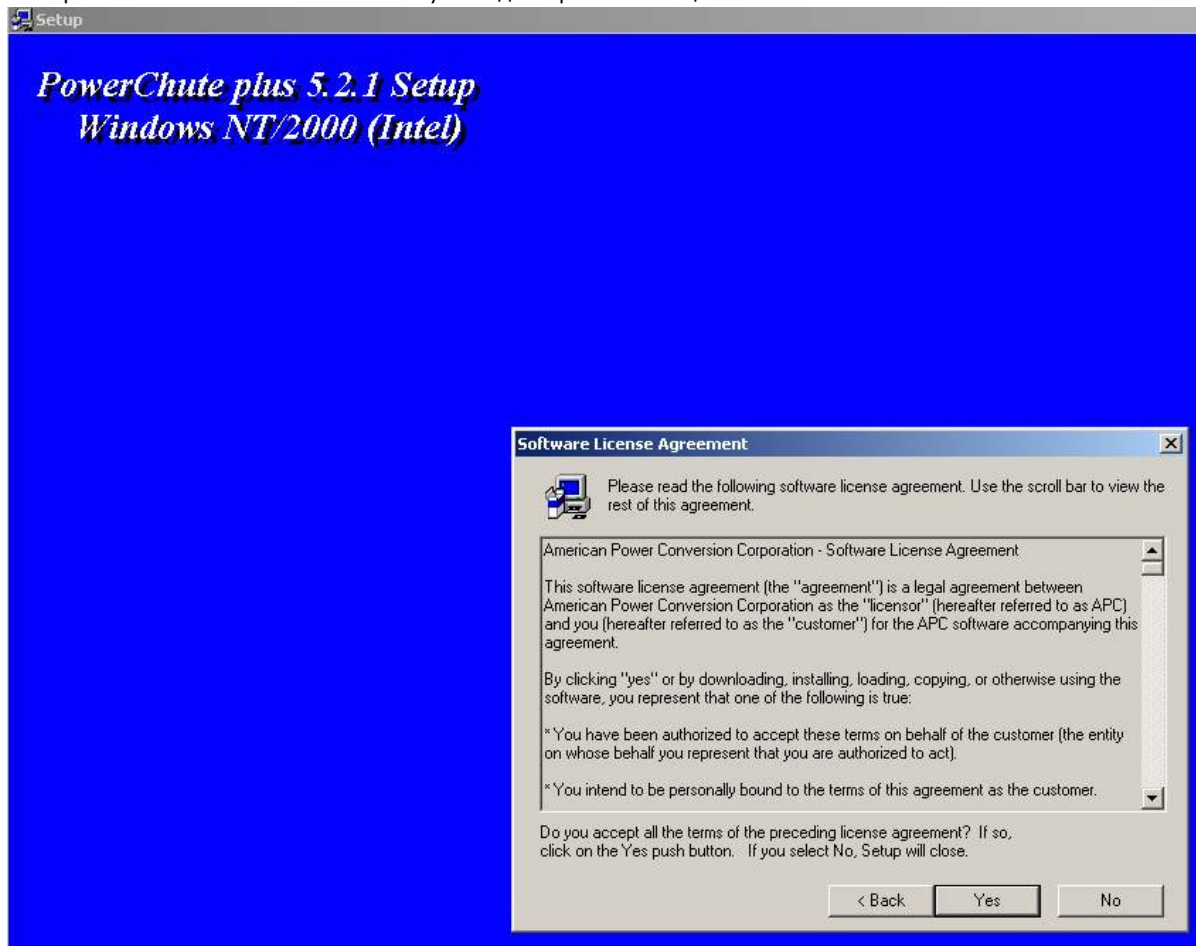 Setup
PowerChute plus 5.2.1 Setup
Windows NT/2000 (Intel)
Software License Agreement
Please read the following software license agreement. Use the scroll bar to view the
rest of this agreement.
American Power Conversion Corporation - Software License Agreement
This software license agreement (the "agreement") is a legal agreement between
American Power Conversion Corporation as the "licensor" (hereafter referred to as APC)
and you (hereafter referred to as the "customer") for the APC software accompanying this
agreement.
By clicking "yes" or by downloading, installing, loading, copying, or otherwise using the
software, you represent that one of the following is true:
* You have been authorized to accept these terms on behalf of the customer (the entity
on whose behalf you represent that you are authorized to act).
* You intend to be personally bound to the terms of this agreement as the customer.
Do you accept all the terms of the preceding license agreement? If so,
click on the Yes push button. If you select No, Setup will close.
< Back Yes No